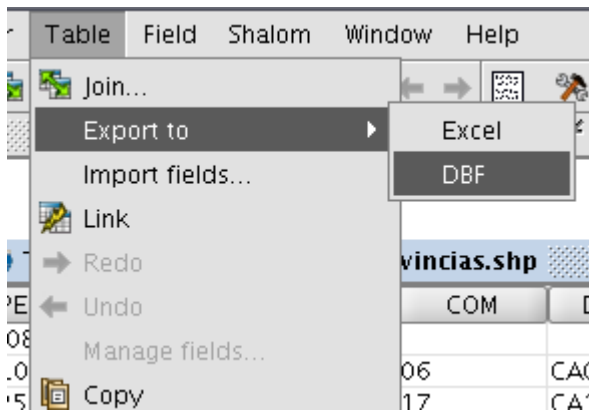 Table Field Shalom Window Help
Join...
Export to
Excel
Import fields...
DBF
Link
Redo
vincias.shp
Undo
COM
Manage fields...
06
Copy
17